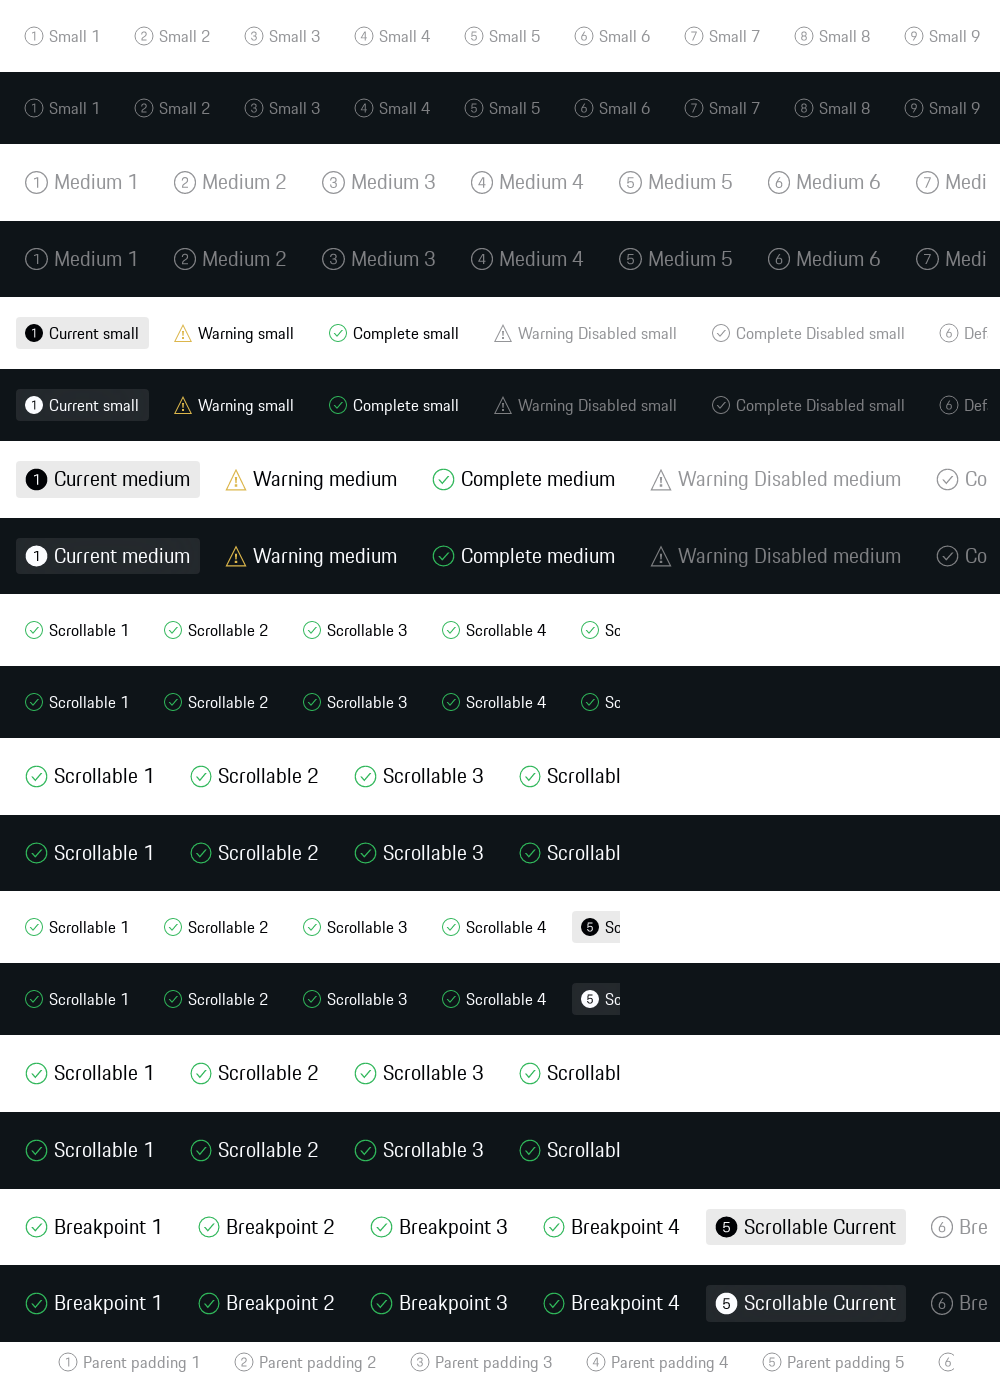 1 Small 1 2 Small 2 3 Small 3 4 Small 4 5 Small 5 6 Small 6 7 Small 7 8 Small 8 9 Small 9
1 Small 1 2 Small 2 3 Small 3 4 Small 4 5 Small 5 6 Small 6 7 Small 7 8 Small 8 9 Small 9
1 Medium 1 2 Medium 2 3 Medium 3 4 Medium 4 5 Medium 5 6 Medium 6 7 Medi
1 Medium 1 2 Medium 2 3 Medium 3 4 Medium 4 5 Medium 5 6 Medium 6 7 Medi
1 Current small Warning small Complete small Warning Disabled small Complete Disabled small 6 Def
1 Current small Warning small Complete small Warning Disabled small Complete Disabled small 6 Def
1 Current medium Warning medium Complete medium Warning Disabled medium Co
1 Current medium Warning medium Complete medium Warning Disabled medium Co
Scrollable 1 Scrollable 2 Scrollable 3 Scrollable 4 Sc
Scrollable 1 Scrollable 2 Scrollable 3 Scrollable 4 Sc
Scrollable 1 Scrollable 2 Scrollable 3 Scrollabl
Scrollable 1 Scrollable 2 Scrollable 3 Scrollabl
Scrollable 1 Scrollable 2 Scrollable 3 Scrollable 4 5 Sc
Scrollable 1 Scrollable 2 Scrollable 3 Scrollable 4 5 Sc
Scrollable 1 Scrollable 2 Scrollable 3 Scrollabl
Scrollable 1 Scrollable 2 Scrollable 3 Scrollabl
Breakpoint 1 Breakpoint 2 Breakpoint 3 Breakpoint 4 5 Scrollable Current 6 Bre
Breakpoint 1 Breakpoint 2 Breakpoint 3 Breakpoint 4 5 Scrollable Current 6 Bre
1 Parent padding 1 2 Parent padding 2 3 Parent padding 3 4 Parent padding 4 5 Parent padding 5 6